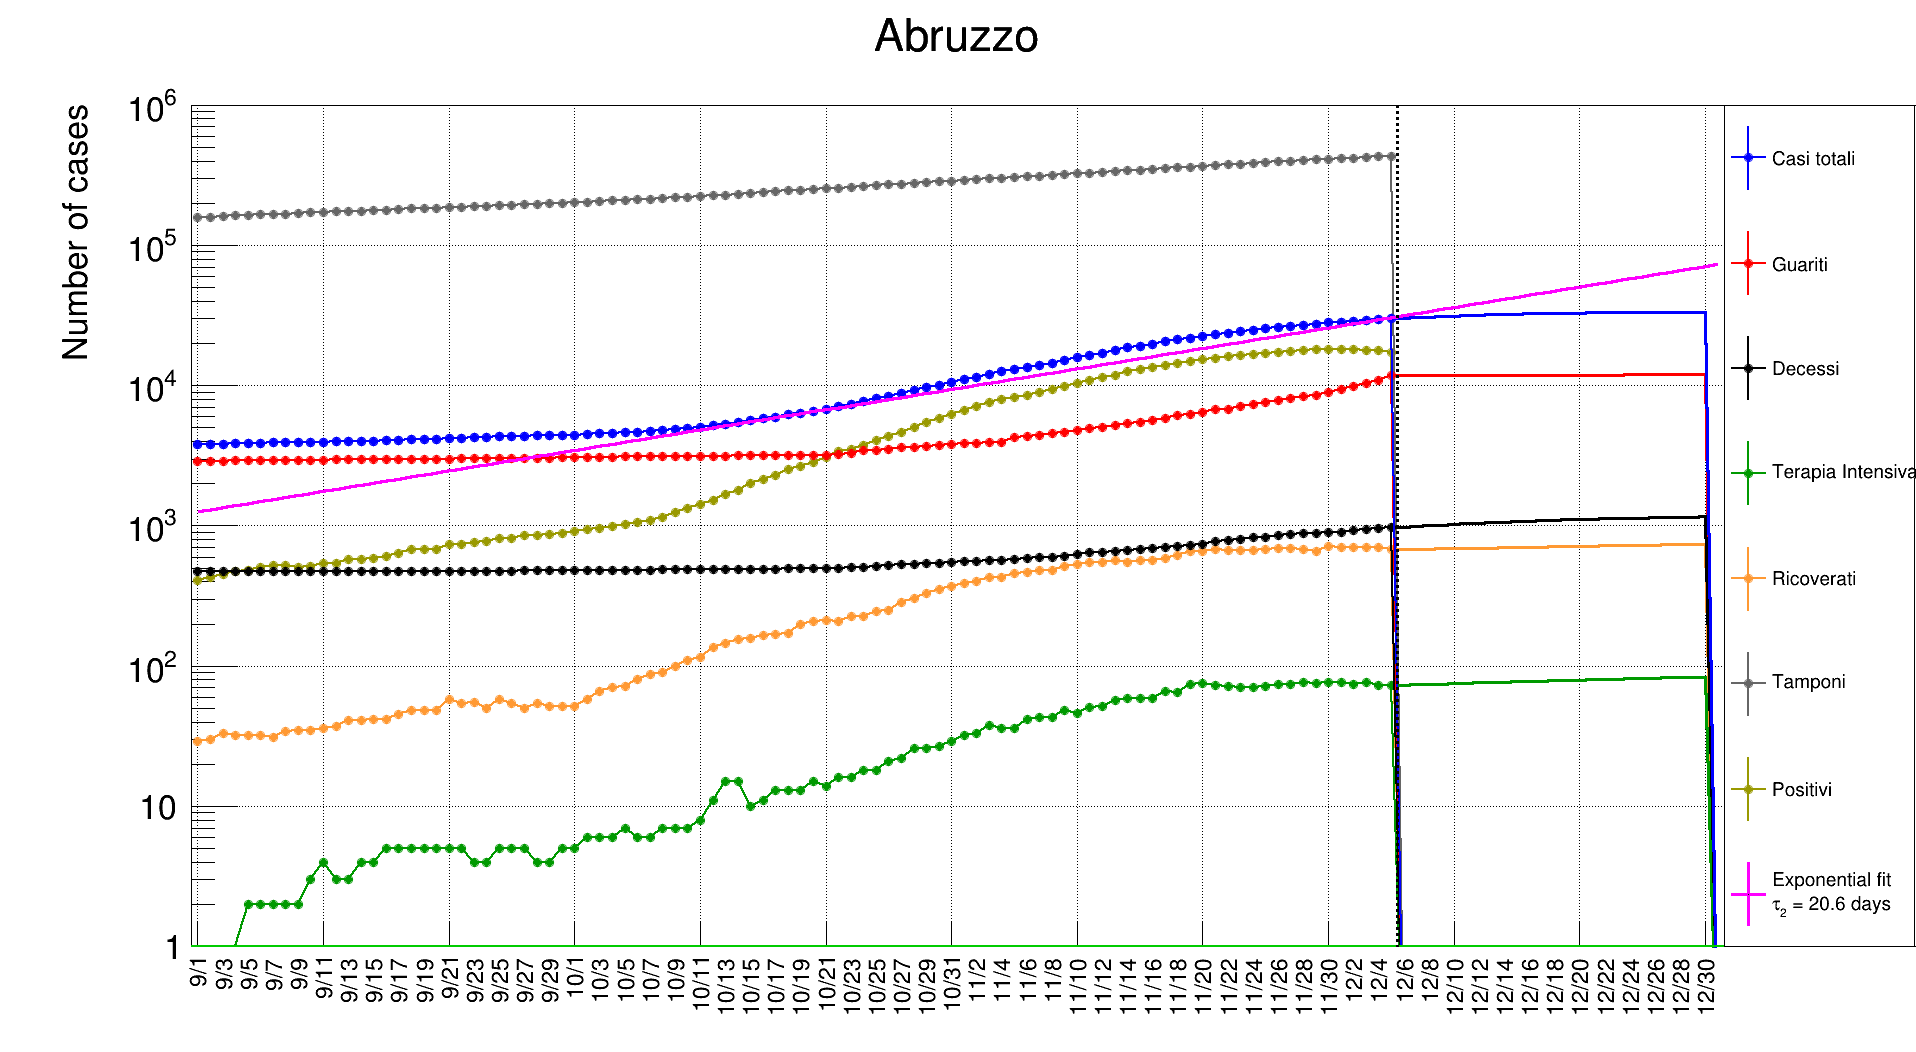 Abruzzo
Number of cases
10^6
10^5
10^4
10^3
10^2
10
1
9/1 9/3 9/5 9/7 9/9 9/11 9/13 9/15 9/17 9/19 9/21 9/23 9/25 9/27 9/29 10/1 10/3 10/5 10/7 10/9 10/11 10/13 10/15 10/17 10/19 10/21 10/23 10/25 10/27 10/29 10/31 11/2 11/4 11/6 11/8 11/10 11/12 11/14 11/16 11/18 11/20 11/22 11/24 11/26 11/28 11/30 12/2 12/4 12/6 12/8 12/10 12/12 12/14 12/16 12/18 12/20 12/22 12/24 12/26 12/28 12/30
Casi totali
Guariti
Decessi
Terapia Intensiva
Ricoverati
Tamponi
Positivi
Exponential fit
τ₂ = 20.6 days